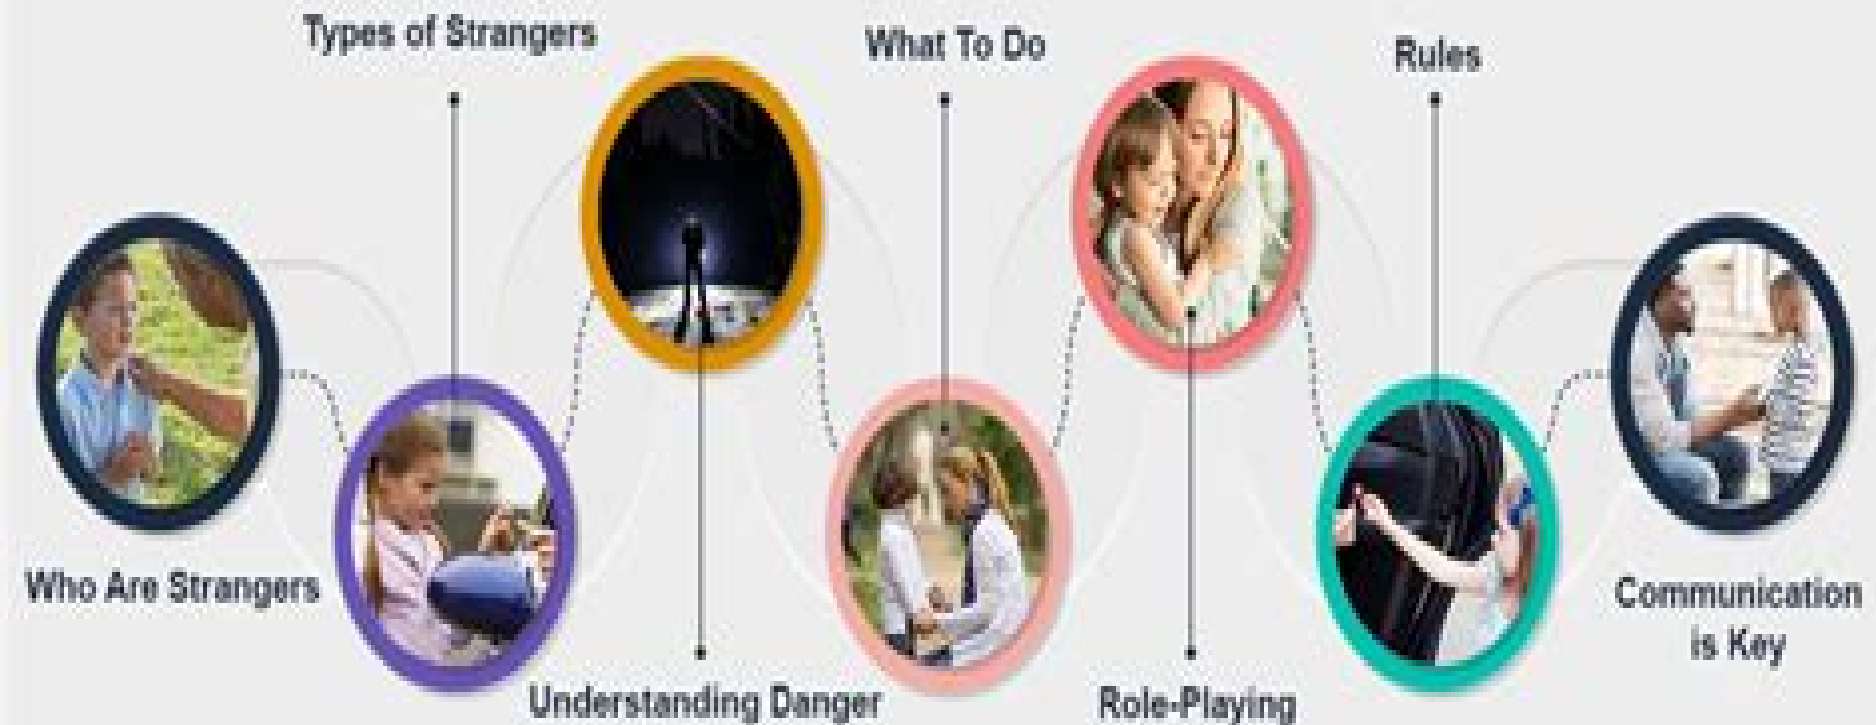 Types of Strangers
What To Do
Rules
Who Are Strangers
Communication
is Key
Understanding Danger
Role-Playing